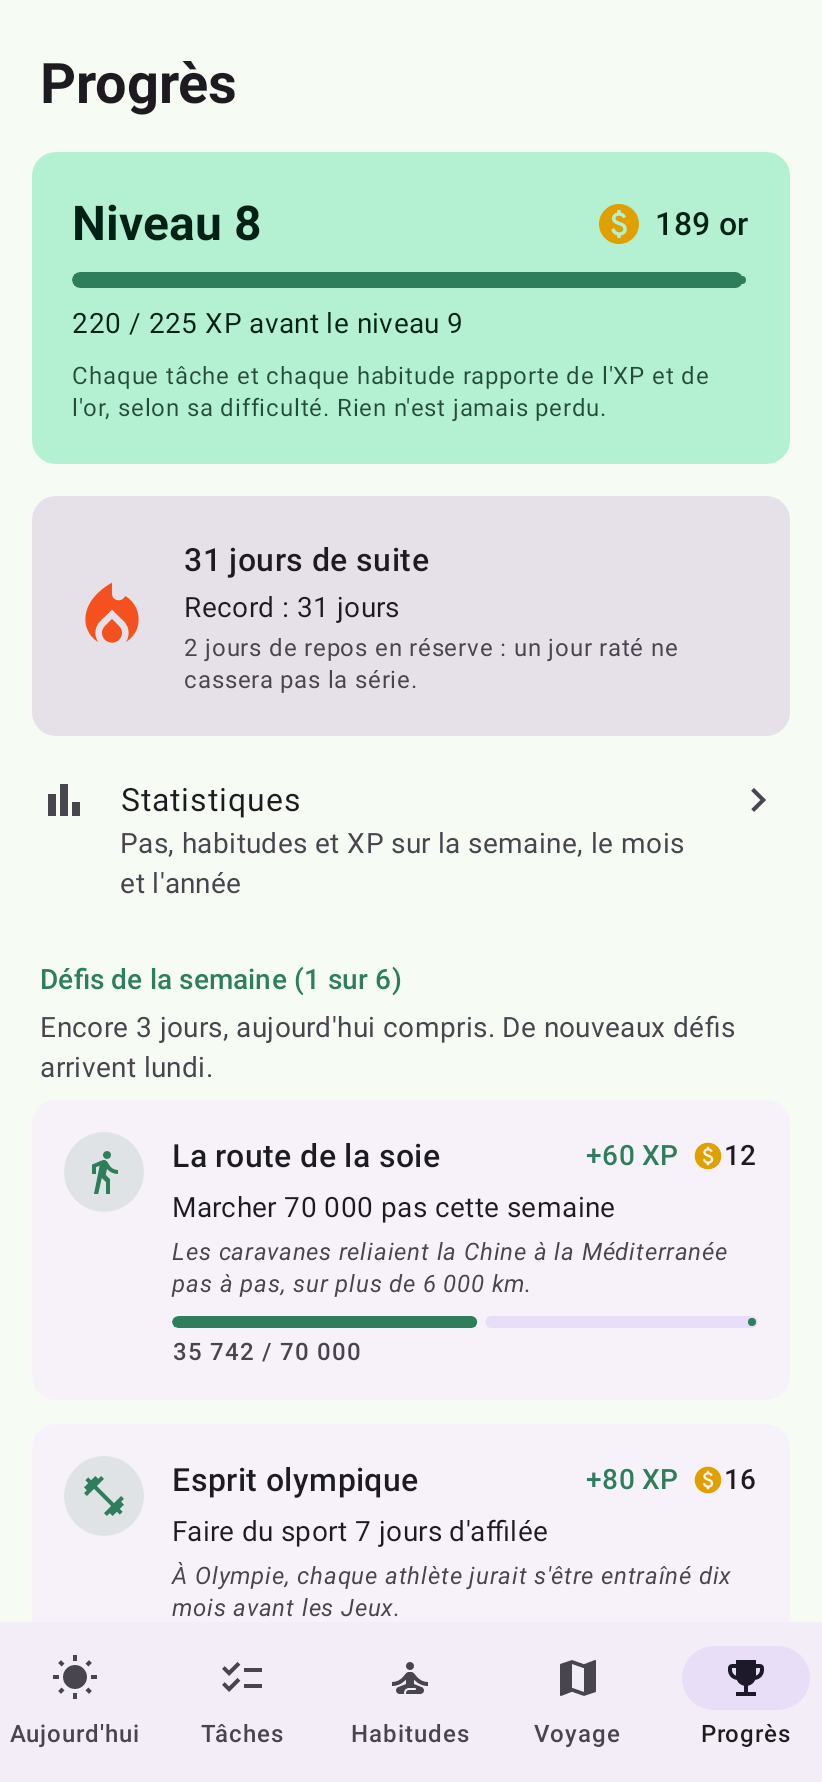 Progrès
Niveau 8
189 or
220 / 225 XP avant le niveau 9
Chaque tâche et chaque habitude rapporte de l'XP et de
l'or, selon sa difficulté. Rien n'est jamais perdu.
31 jours de suite
Record : 31 jours
2 jours de repos en réserve : un jour raté ne
cassera pas la série.
Statistiques
Pas, habitudes et XP sur la semaine, le mois
et l'année
Défis de la semaine (1 sur 6)
Encore 3 jours, aujourd'hui compris. De nouveaux défis
arrivent lundi.
La route de la soie
+60 XP 12
Marcher 70 000 pas cette semaine
Les caravanes reliaient la Chine à la Méditerranée
pas à pas, sur plus de 6 000 km.
35 742 / 70 000
Esprit olympique
+80 XP 16
Faire du sport 7 jours d'affilée
À Olympie, chaque athlète jurait s'être entraîné dix
mois avant les Jeux.
Aujourd'hui
Tâches
Habitudes
Voyage
Progrès